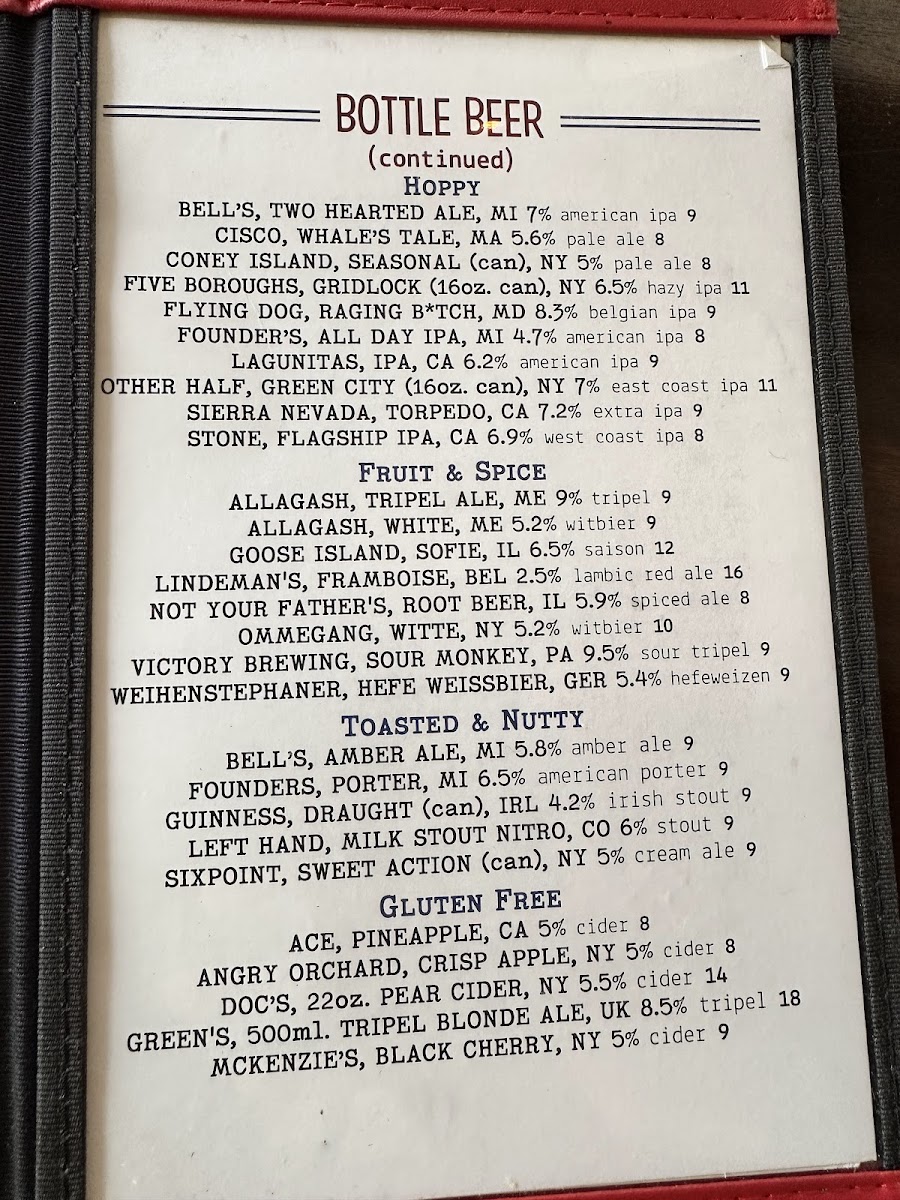 BOTTLE BEER
(continued)
HOPPY
BELL'S, TWO HEARTED ALE, MI 7% american ipa 9
CISCO, WHALE'S TALE, MA 5.6% pale ale 8
CONEY ISLAND, SEASONAL (can), NY 5% pale ale 8
FIVE BOROUGHS, GRIDLOCK (16oz. can), NY 6.5% hazy ipa 11
FLYING DOG, RAGING B*TCH, MD 8.3% belgian ipa 9
FOUNDER'S, ALL DAY IPA, MI 4.7% american ipa 8
LAGUNITAS, IPA, CA 6.2% american ipa 9
OTHER HALF, GREEN CITY (16oz. can), NY 7% east coast ipa 11
SIERRA NEVADA, TORPEDO, CA 7.2% extra ipa 9
STONE, FLAGSHIP IPA, CA 6.9% west coast ipa 8
FRUIT & SPICE
ALLAGASH, TRIPEL ALE, ME 9% tripel 9
ALLAGASH, WHITE, ME 5.2% witbier 9
GOOSE ISLAND, SOFIE, IL 6.5% saison 12
LINDEMAN'S, FRAMBOISE, BEL 2.5% lambic red ale 16
NOT YOUR FATHER'S, ROOT BEER, IL 5.9% spiced ale 8
OMMEGANG, WITTE, NY 5.2% witbier 10
VICTORY BREWING, SOUR MONKEY, PA 9.5% sour tripel 9
WEIHENSTEPHANER, HEFE WEISSBIER, GER 5.4% hefeweizen 9
TOASTED & NUTTY
BELL'S, AMBER ALE, MI 5.8% amber ale 9
FOUNDERS, PORTER, MI 6.5% american porter 9
GUINNESS, DRAUGHT (can), IRL 4.2% irish stout 9
LEFT HAND, MILK STOUT NITRO, CO 6% stout 9
SIXPOINT, SWEET ACTION (can), NY 5% cream ale 9
GLUTEN FREE
ACE, PINEAPPLE, CA 5% cider 8
ANGRY ORCHARD, CRISP APPLE, NY 5% cider 8
DOC'S, 22oz. PEAR CIDER, NY 5.5% cider 14
GREEN'S, 500ml. TRIPEL BLONDE ALE, UK 8.5% tripel 18
MCKENZIE'S, BLACK CHERRY, NY 5% cider 9